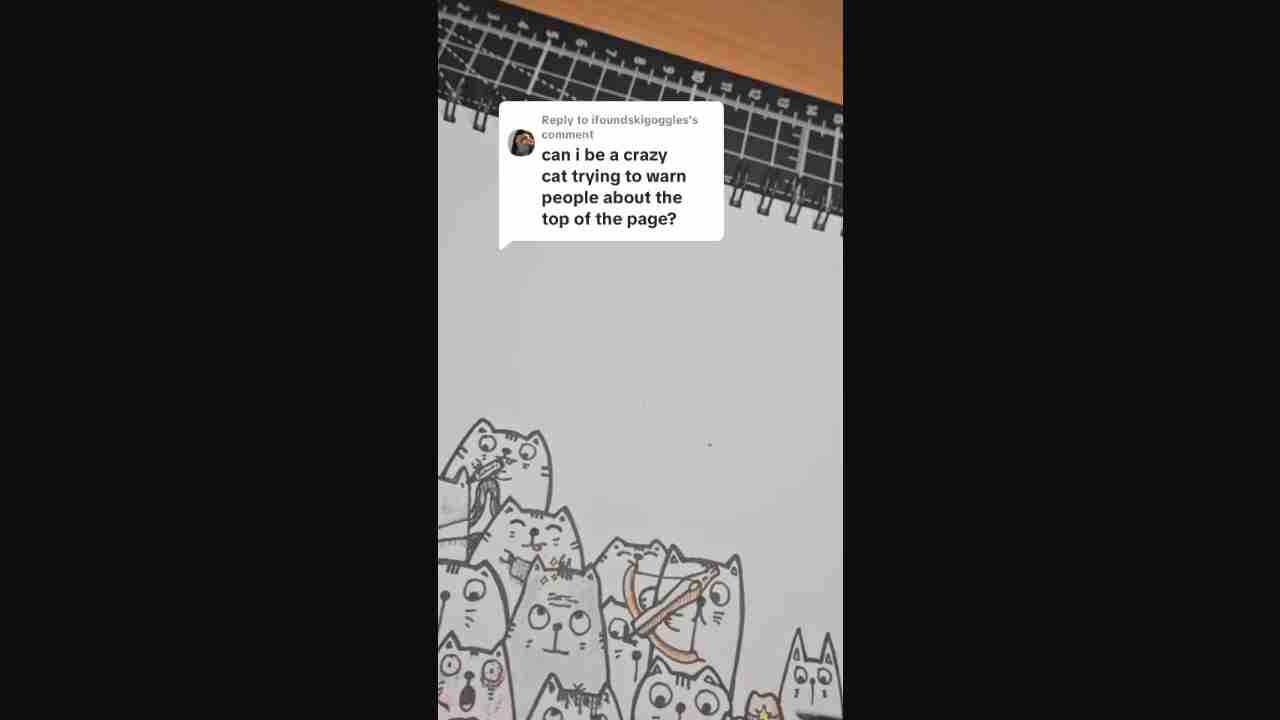 Reply to ifoundskigoggles's
comment
can i be a crazy
cat trying to warn
people about the
top of the page?